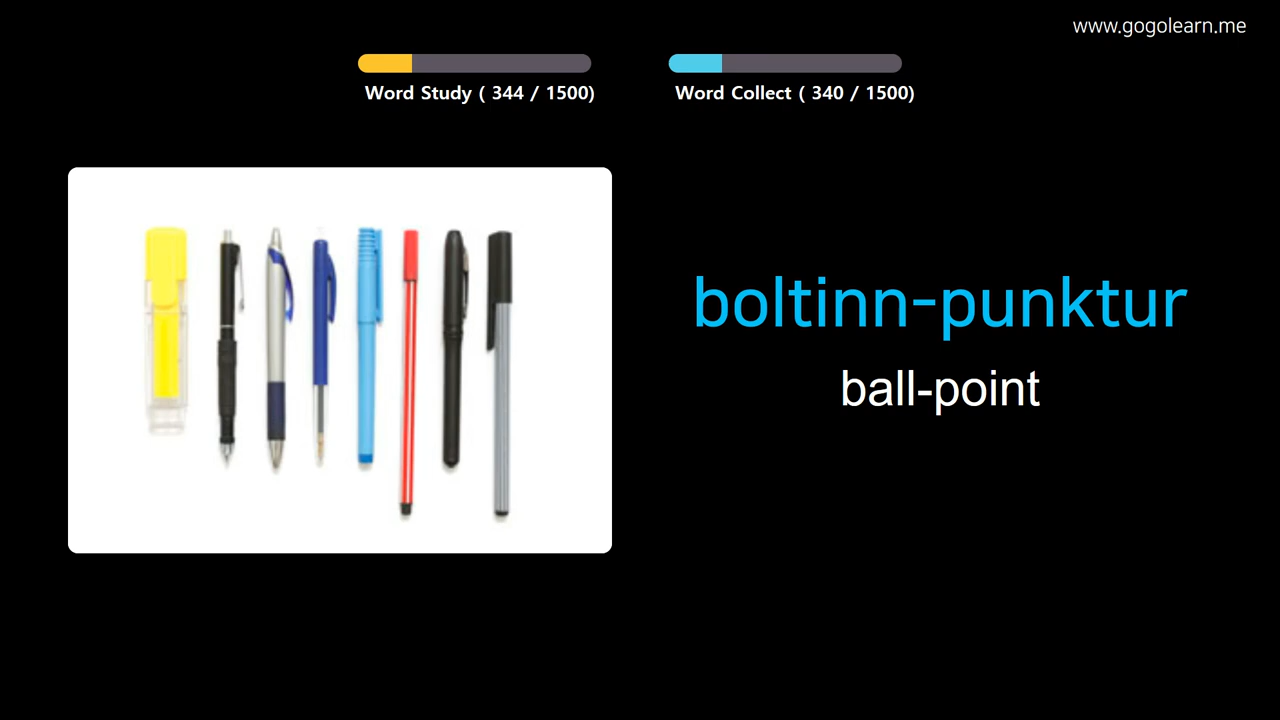 www.gogolearn.me
Word Study ( 344 / 1500)
Word Collect ( 340 / 1500)
boltinn-punktur
ball-point